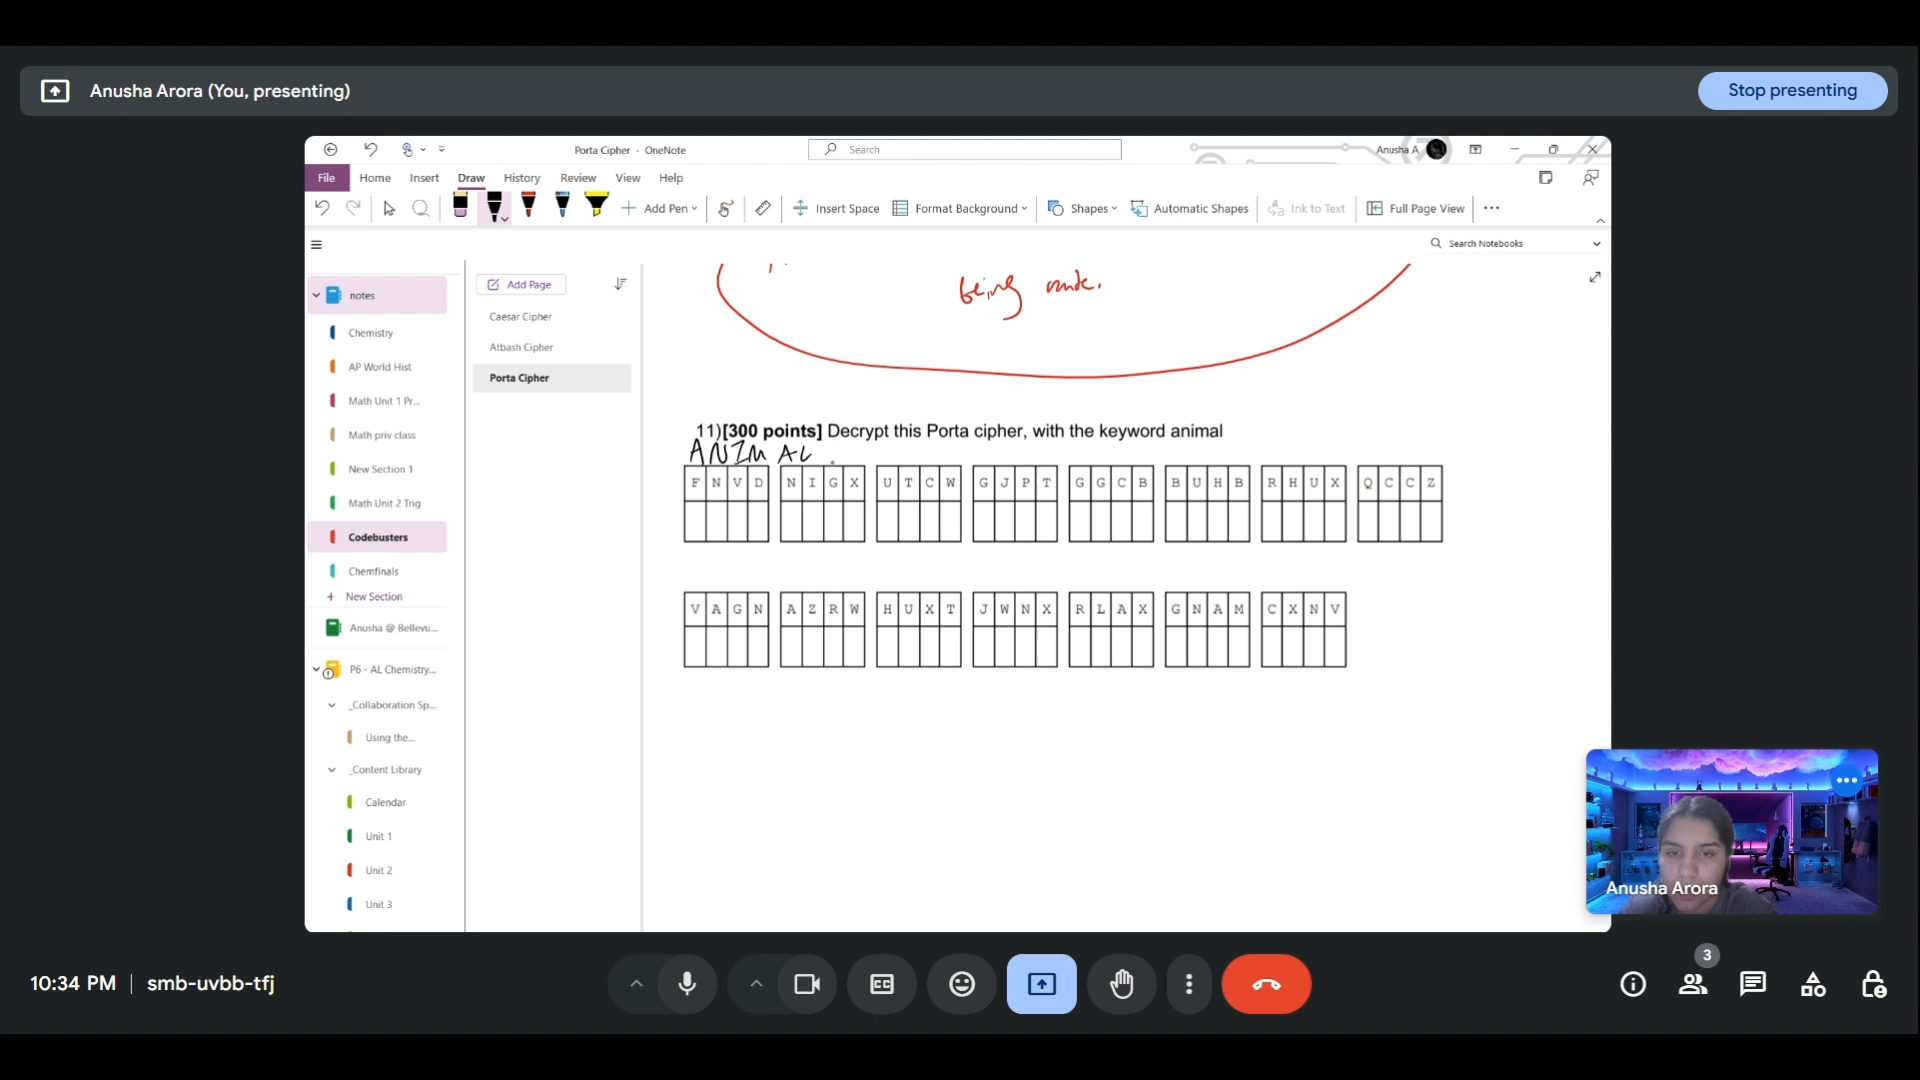 Anusha Arora (You, presenting)
Stop presenting
Porta Cipher - OneNote
Search
Anusha A
File Home Insert Draw History Review View Help
Add Pen
Insert Space
Format Background
Shapes
Automatic Shapes
Ink to Text
Full Page View
Search Notebooks
notes
Chemistry
AP World Hist
Math Unit 1 Pr...
Math priv class
New Section 1
Math Unit 2 Trig
Codebusters
Chemfinals
New Section
Anusha @ Bellevu...
P6 - AL Chemistry...
_Collaboration Sp...
Using the...
_Content Library
Calendar
Unit 1
Unit 2
Unit 3
Add Page
Caesar Cipher
Atbash Cipher
Porta Cipher
being
11)[300 points] Decrypt this Porta cipher, with the keyword animal
ANIM AL
F N V D N I G X U T C W G J P T G G C B B U H B R H U X Q C C Z
V A G N A Z R W H U X T J W N X R L A X G N A M C X N V
Anusha Arora
10:34 PM | smb-uvbb-tfj
3